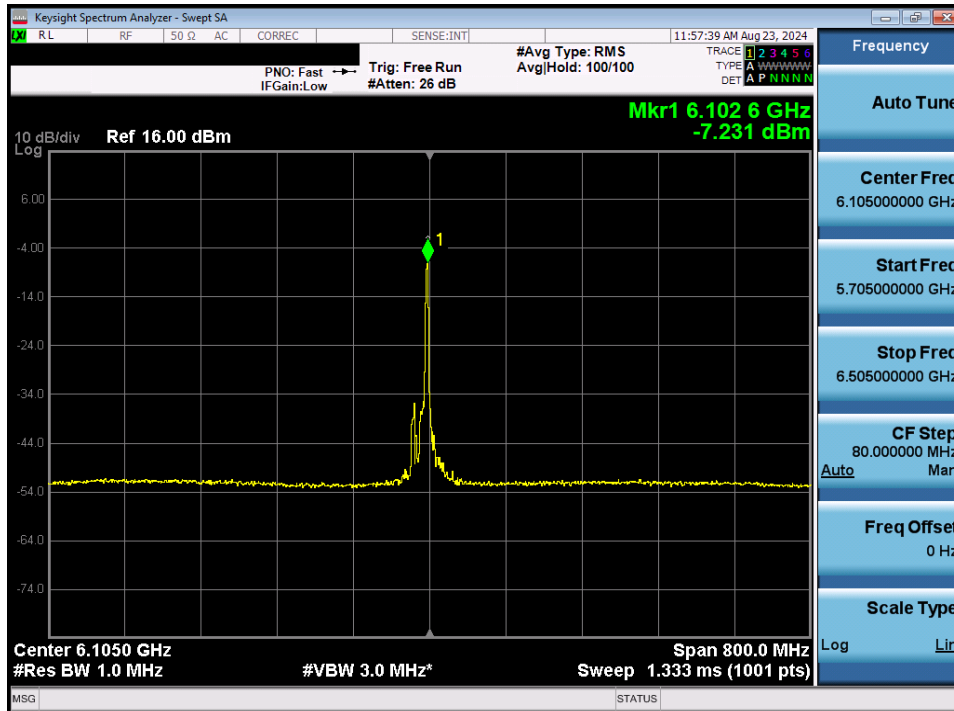 Keysight Spectrum Analyzer - Swept SA
LXI RL RF 50 Ω AC CORREC SENSE:INT 11:57:39 AM Aug 23, 2024
PNO: Fast
IFGain:Low
Trig: Free Run
#Atten: 26 dB
#Avg Type: RMS
Avg|Hold: 100/100
TRACE 1 2 3 4 5 6
TYPE A WWWWW
DET A P N N N N
Mkr1 6.102 6 GHz
-7.231 dBm
10 dB/div Ref 16.00 dBm
Log
1
6.00
-4.00
-14.0
-24.0
-34.0
-44.0
-54.0
-64.0
-74.0
Center 6.1050 GHz Span 800.0 MHz
#Res BW 1.0 MHz #VBW 3.0 MHz* Sweep 1.333 ms (1001 pts)
MSG STATUS
Frequency
Auto Tune
Center Freq
6.105000000 GHz
Start Freq
5.705000000 GHz
Stop Freq
6.505000000 GHz
CF Step
80.000000 MHz
Auto Man
Freq Offset
0 Hz
Scale Type
Log Lin